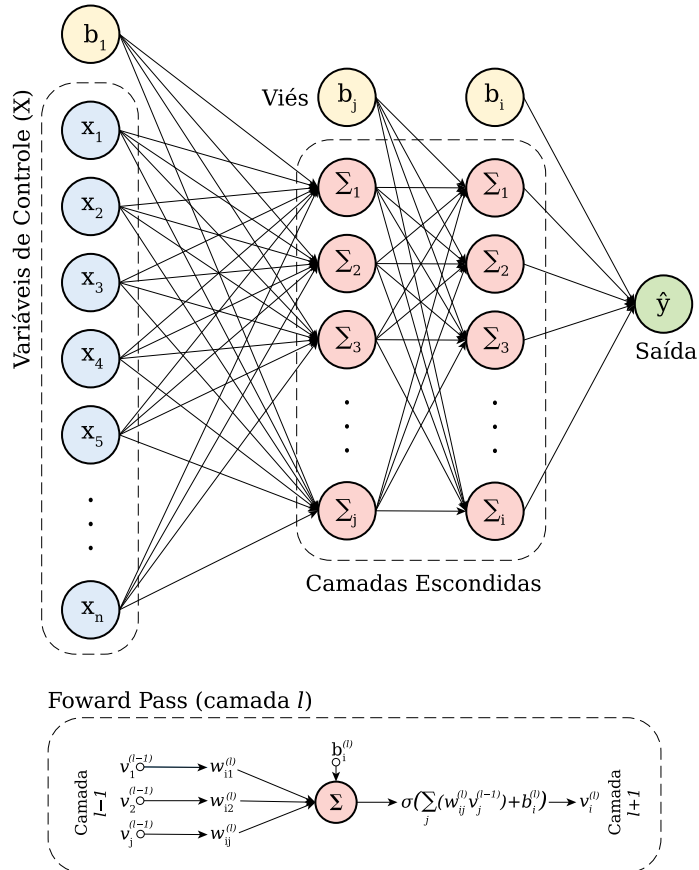 b1
Viés
bj
bi
Variáveis de Controle (X)
x1
x2
x3
x4
x5
xn
Σ1
Σ2
Σ3
Σj
Σ1
Σ2
Σ3
Σi
ŷ
Saída
Camadas Escondidas
Foward Pass (camada l)
Camada
l−1
v1(l−1)
wi1(l)
v2(l−1)
wi2(l)
vj(l−1)
wij(l)
bi(l)
Σ
σ(∑j(wij(l)vj(l−1))+bi(l))
vi(l)
Camada
l+1